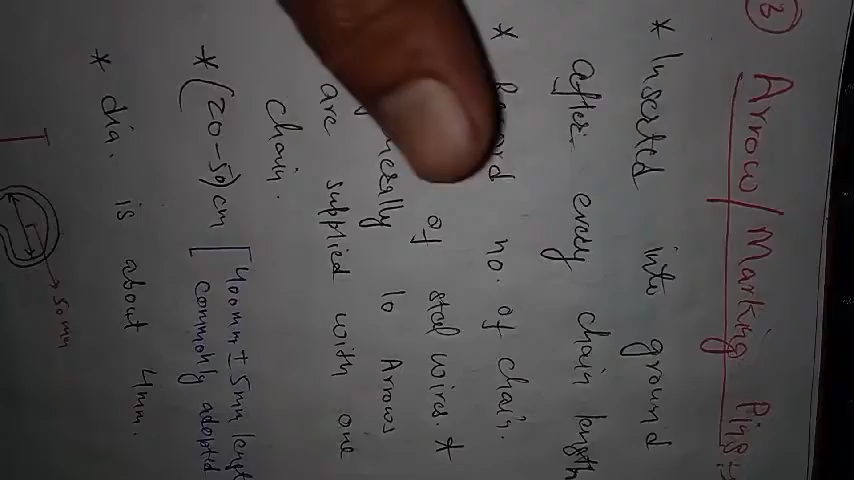 3
Arrow/Marking Pins:-
* Inserted into ground
after every chain length
* no. of chain.
of steel wires. *
10 Arrows
are supplied with one
chain.
* (20-50) cm [400mm ± 5mm length
commonly adopted
* dia. is about 4mm.
50mm